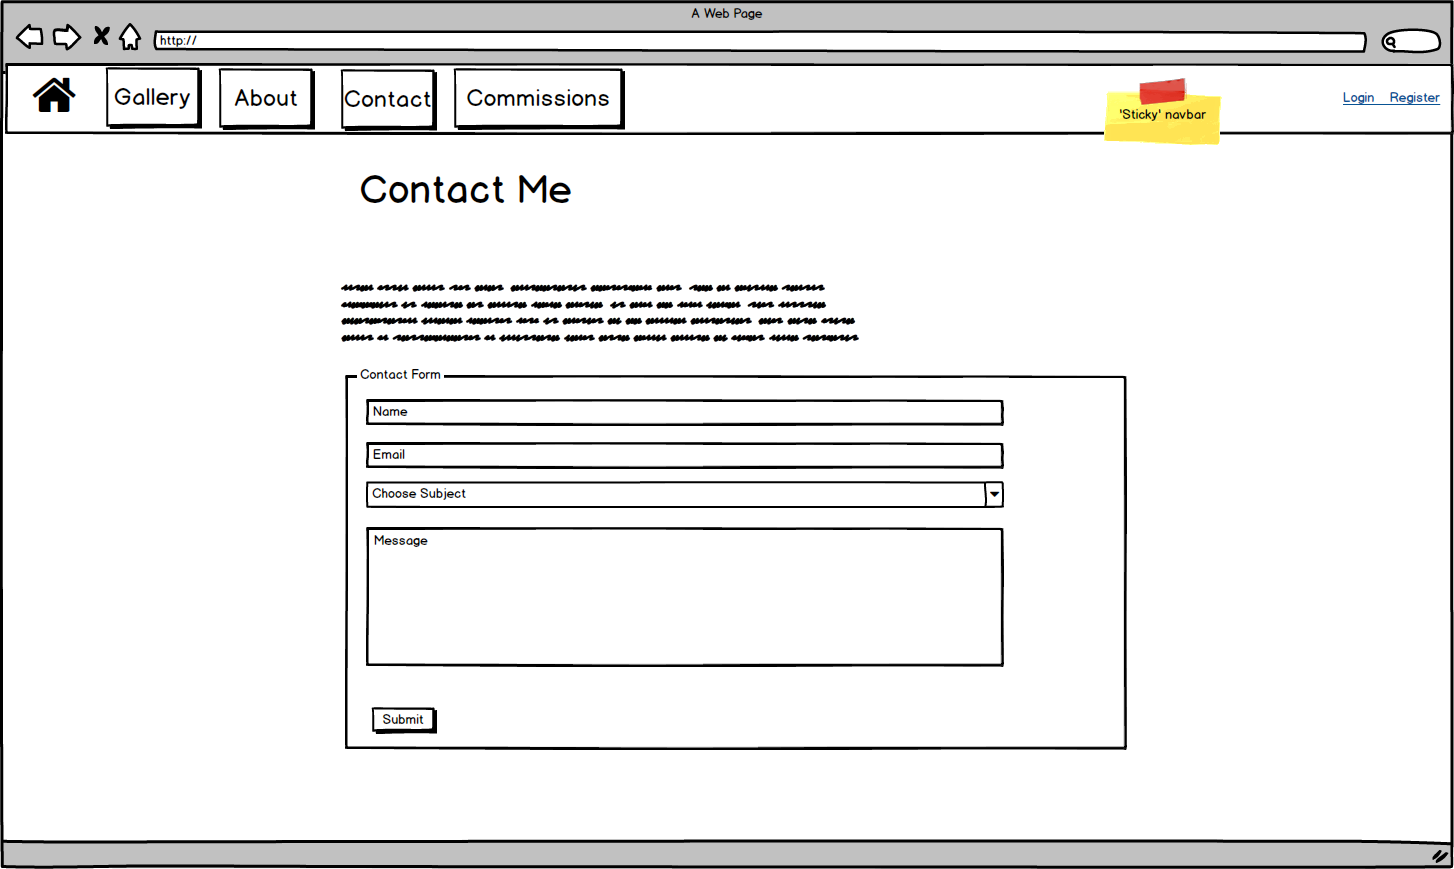 A Web Page
http://
Gallery About Contact Commissions 'Sticky' navbar Login Register
Contact Me
Contact Form
Name
Email
Choose Subject
Message
Submit